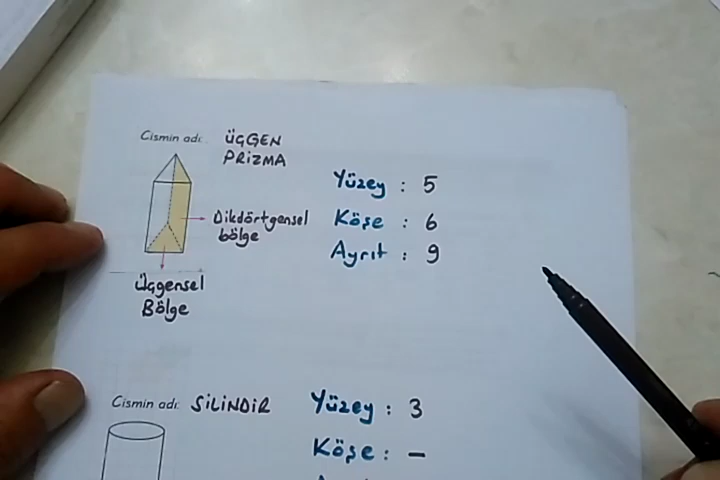 Cismin adı: ÜÇGEN
PRİZMA
Yüzey : 5
Köşe : 6
Ayrıt : 9
Dikdörtgensel
bölge
Üçgensel
Bölge
Cismin adı: SİLİNDİR
Yüzey : 3
Köşe : –